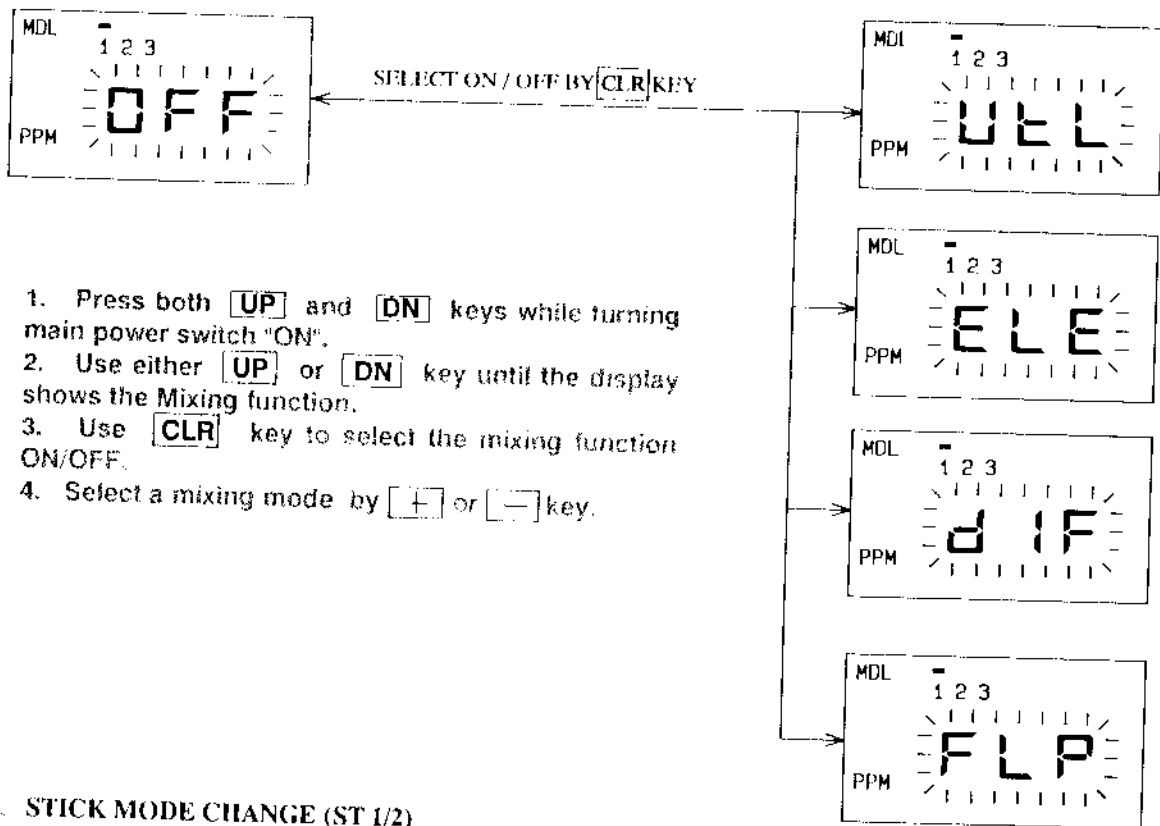 MDL
1 2 3
OFF
PPM
SELECT ON / OFF BY CLR KEY
MDL
1 2 3
UtL
PPM
MDL
1 2 3
ELE
PPM
MDL
1 2 3
dIF
PPM
MDL
1 2 3
FLP
PPM
1. Press both UP and DN keys while turning
main power switch "ON".
2. Use either UP or DN key until the display
shows the Mixing function.
3. Use CLR key to select the mixing function
ON/OFF.
4. Select a mixing mode by + or — key.
STICK MODE CHANGE (ST 1/2)